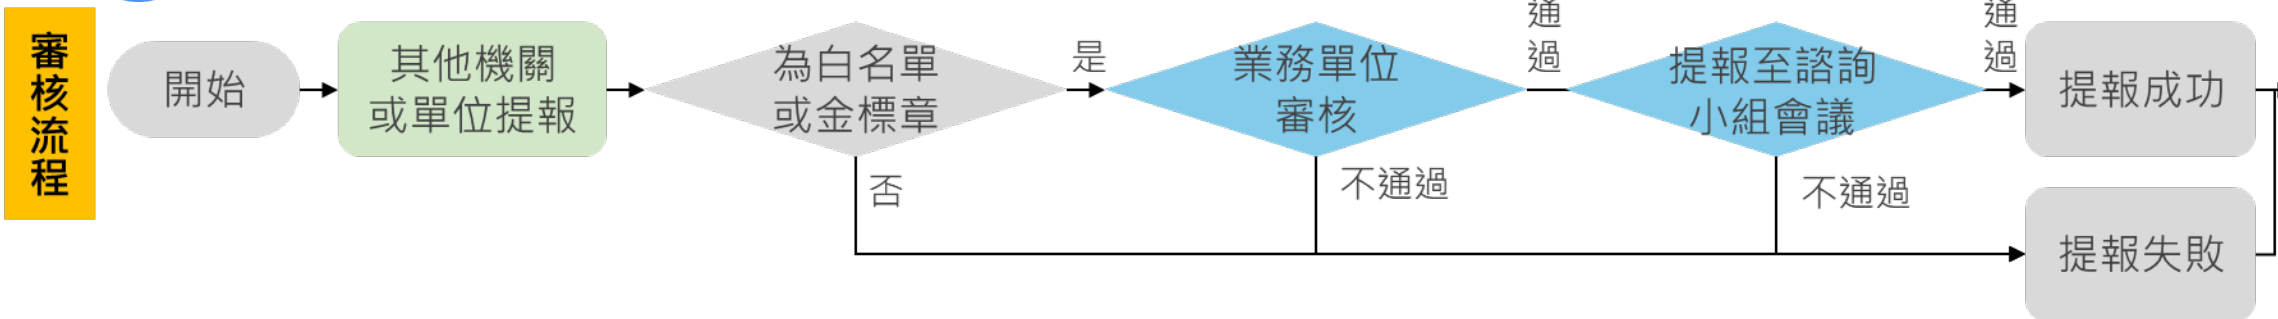 審核流程
開始
其他機關
或單位提報
為白名單
或金標章
是
否
業務單位
審核
通過
不通過
提報至諮詢
小組會議
通過
不通過
提報成功
提報失敗